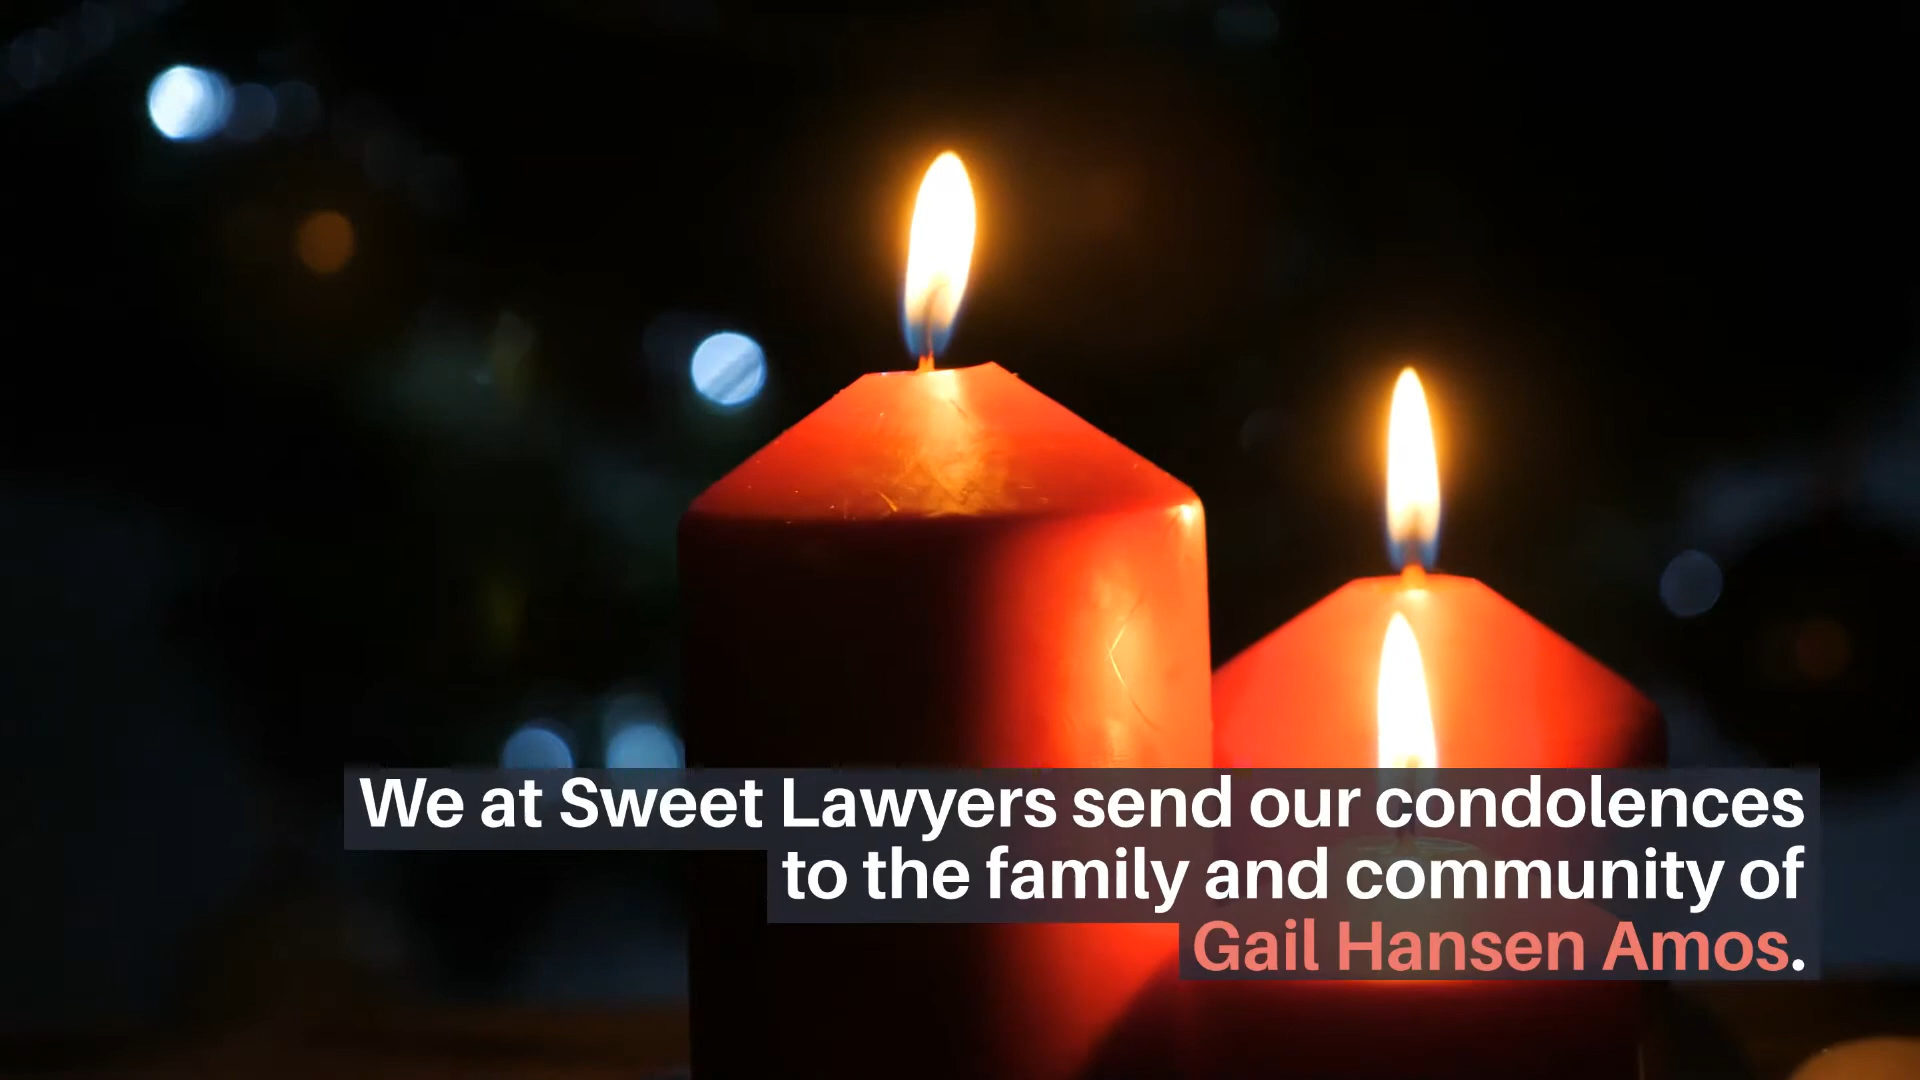 We at Sweet Lawyers send our condolences
to the family and community of
Gail Hansen Amos.